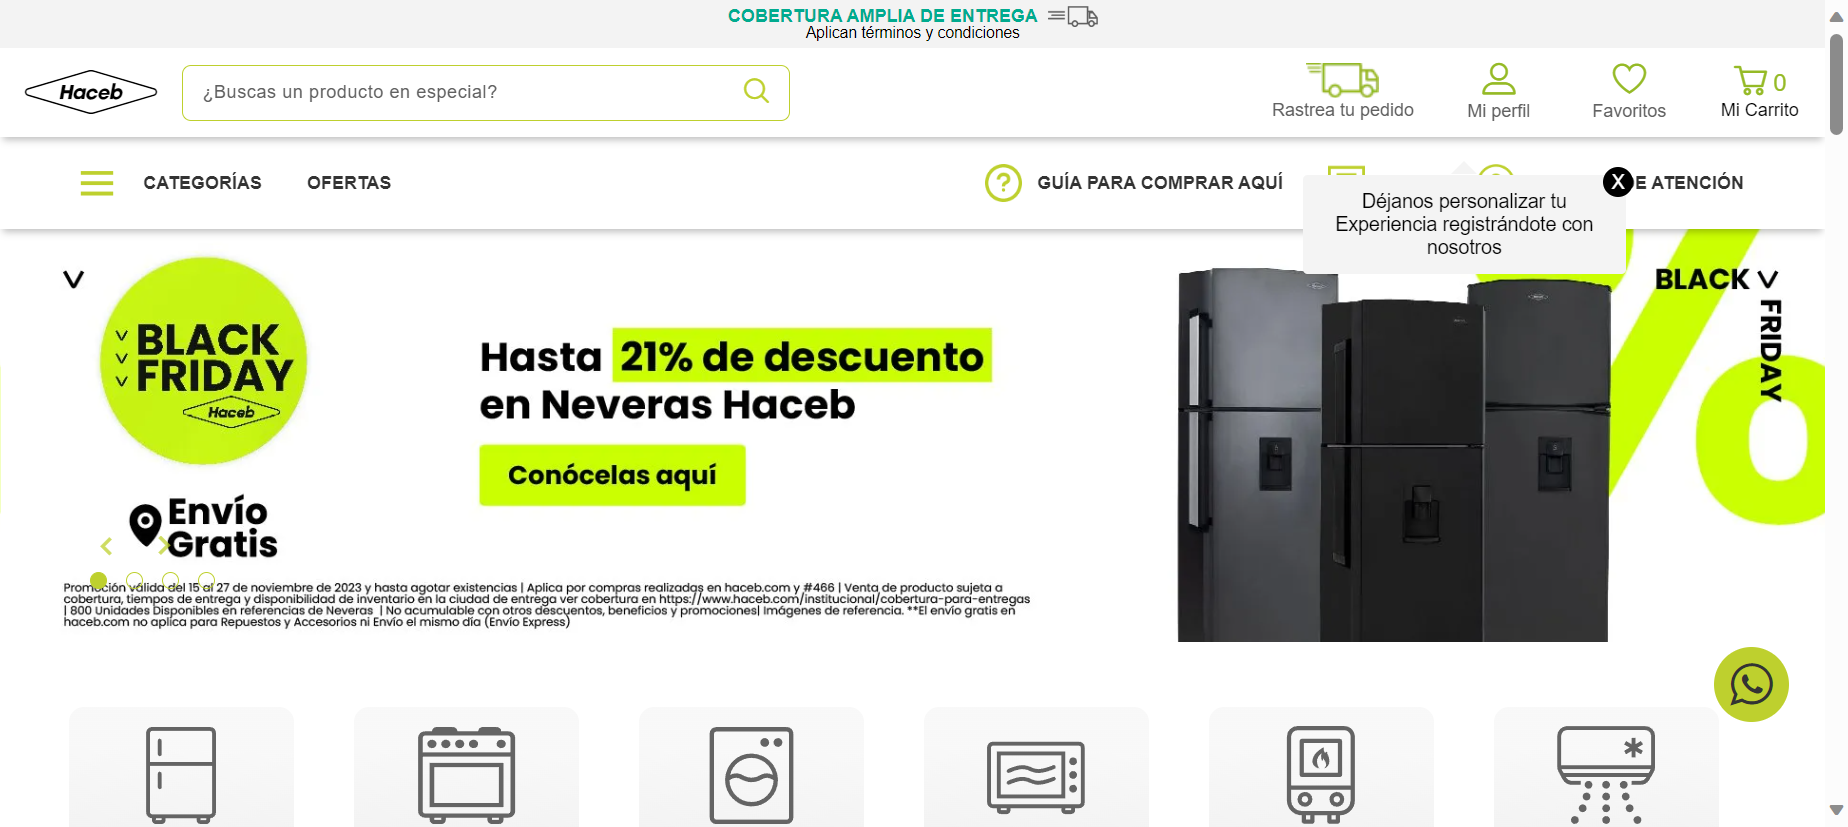 COBERTURA AMPLIA DE ENTREGA
Aplican términos y condiciones
Haceb
¿Buscas un producto en especial?
Rastrea tu pedido
Mi perfil
Favoritos
0
Mi Carrito
CATEGORÍAS
OFERTAS
GUÍA PARA COMPRAR AQUÍ
E ATENCIÓN
X
Déjanos personalizar tu
Experiencia registrándote con
nosotros
BLACK
FRIDAY
Haceb
Envío
Gratis
Hasta 21% de descuento
en Neveras Haceb
Conócelas aquí
BLACK
FRIDAY
%
Promoción válida del 15 al 27 de noviembre de 2023 y hasta agotar existencias | Aplica por compras realizadas en haceb.com y #466 | Venta de producto sujeta a
cobertura, tiempos de entrega y disponibilidad de inventario en la ciudad de entrega ver cobertura en https://www.haceb.com/institucional/cobertura-para-entregas
| 800 Unidades Disponibles en referencias de Neveras | No acumulable con otros descuentos, beneficios y promociones| Imágenes de referencia. **El envío gratis en
haceb.com no aplica para Repuestos y Accesorios ni Envío el mismo día (Envío Express)